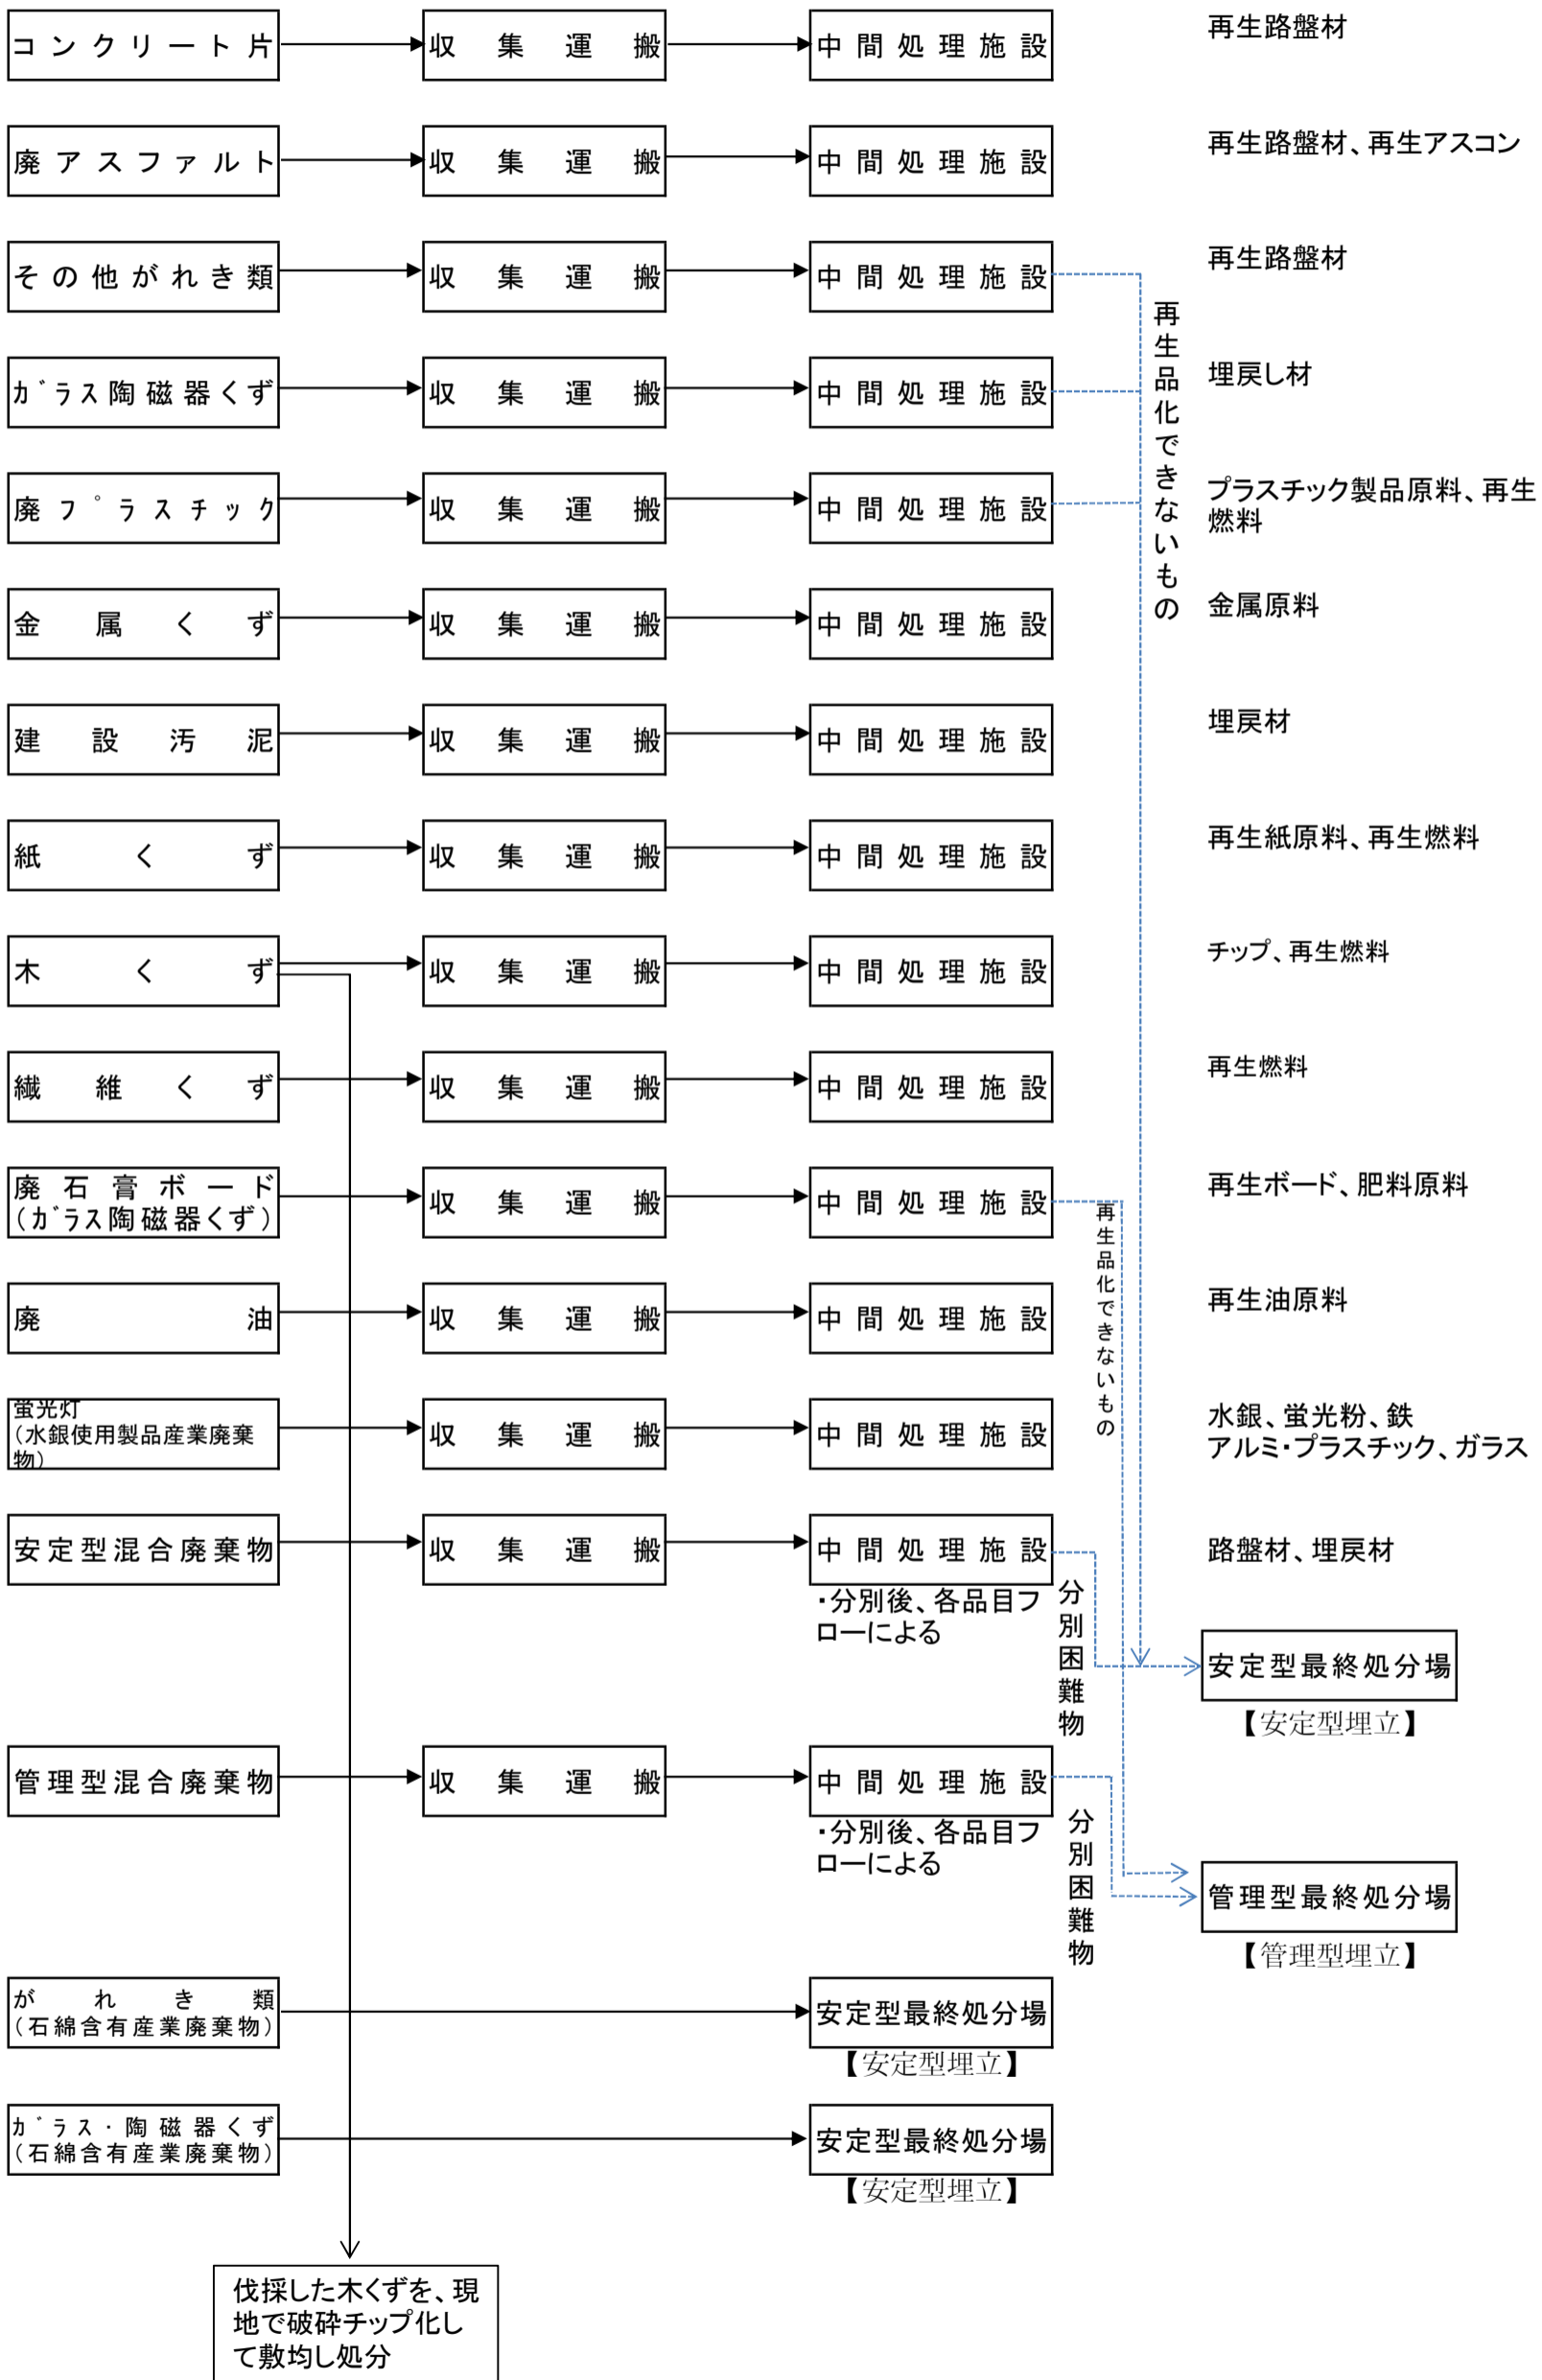 コンクリート片 収集運搬 中間処理施設 再生路盤材
廃アスファルト 収集運搬 中間処理施設 再生路盤材、再生アスコン
その他がれき類 収集運搬 中間処理施設 再生路盤材
再生品化できないもの
ｶﾞﾗｽ陶磁器くず 収集運搬 中間処理施設 埋戻し材
廃ﾌﾟﾗｽﾁｯｸ 収集運搬 中間処理施設 プラスチック製品原料、再生
燃料
金属くず 収集運搬 中間処理施設 金属原料
建設汚泥 収集運搬 中間処理施設 埋戻材
紙くず 収集運搬 中間処理施設 再生紙原料、再生燃料
木くず 収集運搬 中間処理施設 チップ、再生燃料
繊維くず 収集運搬 中間処理施設 再生燃料
廃石膏ボード
（ｶﾞﾗｽ陶磁器くず） 収集運搬 中間処理施設 再生ボード、肥料原料
再生品化できないもの
廃油 収集運搬 中間処理施設 再生油原料
蛍光灯
（水銀使用製品産業廃棄
物） 収集運搬 中間処理施設 水銀、蛍光粉、鉄
アルミ・プラスチック、ガラス
安定型混合廃棄物 収集運搬 中間処理施設 路盤材、埋戻材
・分別後、各品目フ
ローによる
分別困難物
安定型最終処分場
【安定型埋立】
管理型混合廃棄物 収集運搬 中間処理施設
・分別後、各品目フ
ローによる
分別困難物
管理型最終処分場
【管理型埋立】
がれき類
（石綿含有産業廃棄物） 安定型最終処分場
【安定型埋立】
ｶﾞﾗｽ・陶磁器くず
（石綿含有産業廃棄物） 安定型最終処分場
【安定型埋立】
伐採した木くずを、現
地で破砕チップ化し
て敷均し処分